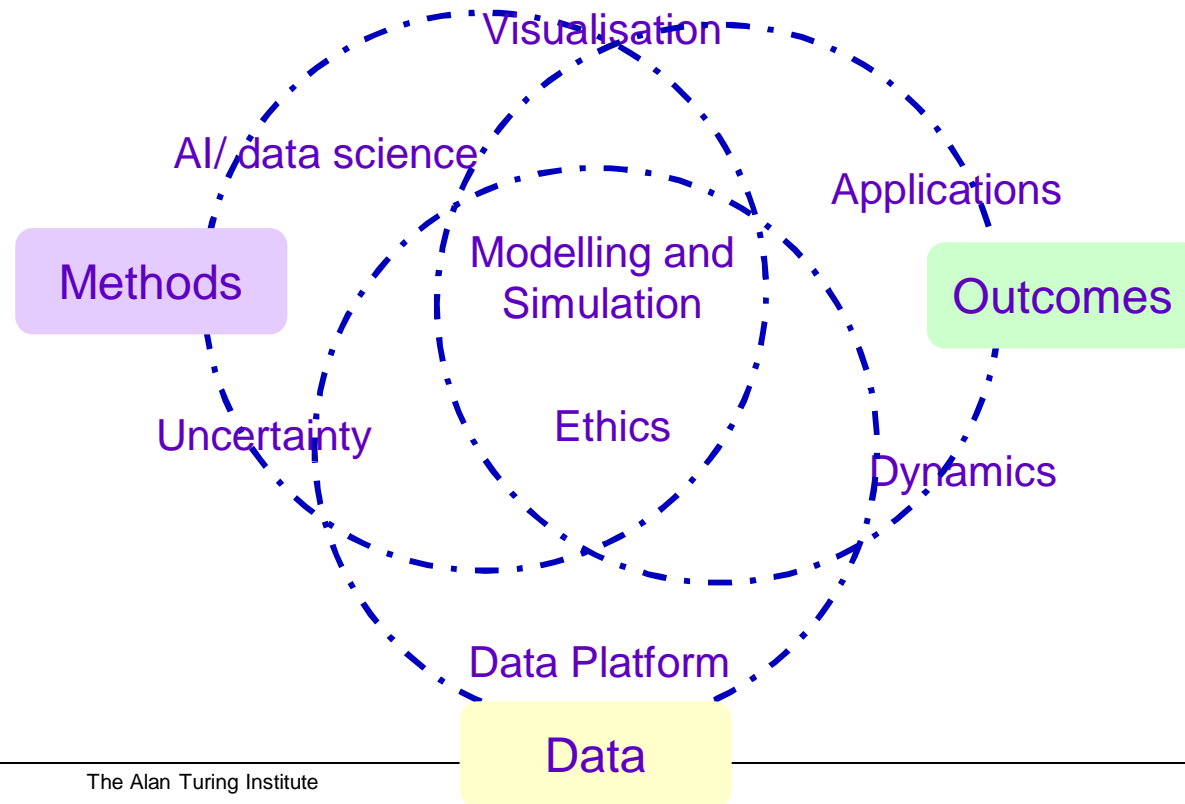 Visualisation
AI/ data science
Applications
Methods
Modelling and
Simulation
Outcomes
Uncertainty
Ethics
Dynamics
Data Platform
Data
The Alan Turing Institute